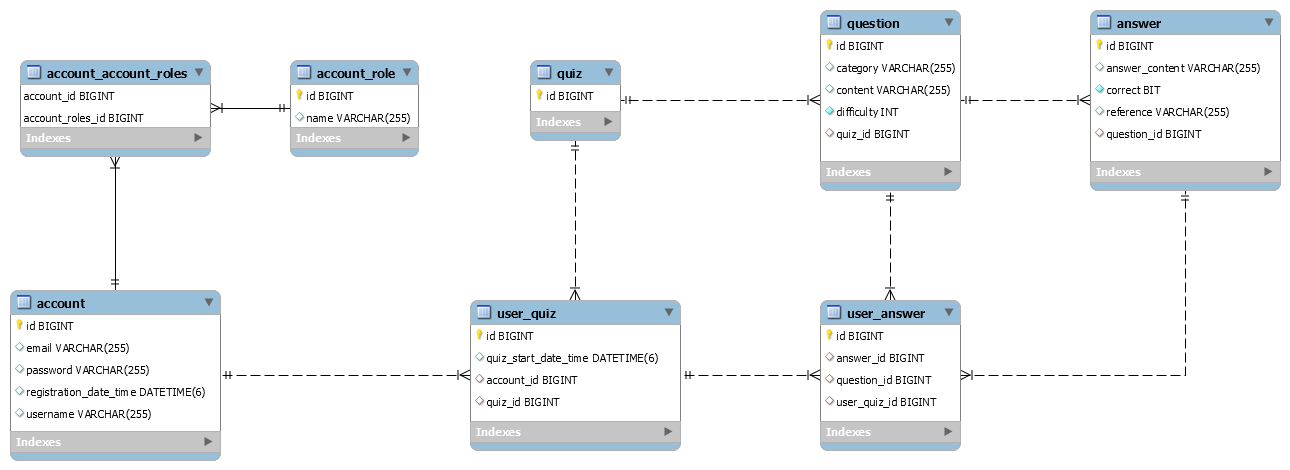 account_account_roles
account_id BIGINT
account_roles_id BIGINT
Indexes
account_role
id BIGINT
name VARCHAR(255)
Indexes
quiz
id BIGINT
Indexes
question
id BIGINT
category VARCHAR(255)
content VARCHAR(255)
difficulty INT
quiz_id BIGINT
Indexes
answer
id BIGINT
answer_content VARCHAR(255)
correct BIT
reference VARCHAR(255)
question_id BIGINT
Indexes
account
id BIGINT
email VARCHAR(255)
password VARCHAR(255)
registration_date_time DATETIME(6)
username VARCHAR(255)
Indexes
user_quiz
id BIGINT
quiz_start_date_time DATETIME(6)
account_id BIGINT
quiz_id BIGINT
Indexes
user_answer
id BIGINT
answer_id BIGINT
question_id BIGINT
user_quiz_id BIGINT
Indexes